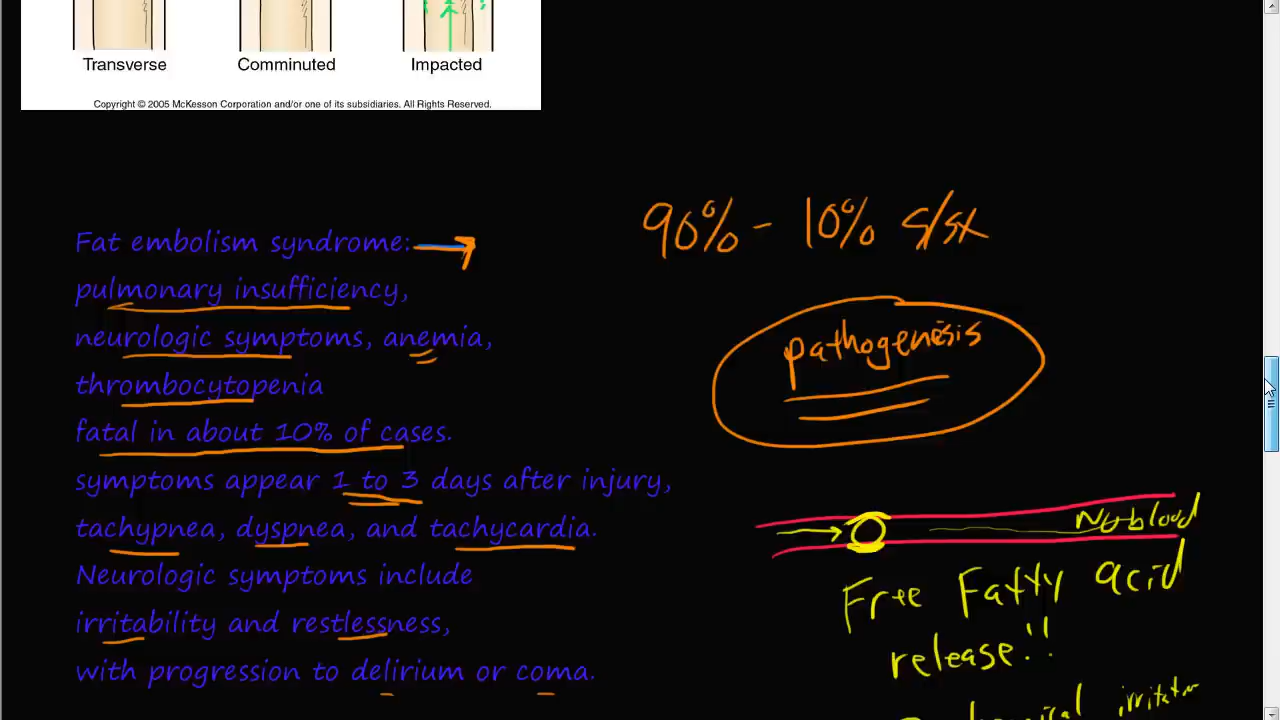 Transverse Comminuted Impacted
Copyright © 2005 McKesson Corporation and/or one of its subsidiaries. All Rights Reserved.
90% - 10% s/sx
Fat embolism syndrome:
pulmonary insufficiency,
neurologic symptoms, anemia,
thrombocytopenia
fatal in about 10% of cases.
symptoms appear 1 to 3 days after injury,
tachypnea, dyspnea, and tachycardia.
Neurologic symptoms include
irritability and restlessness,
with progression to delirium or coma.
pathogenesis
No blood
Free Fatty acid
release!!